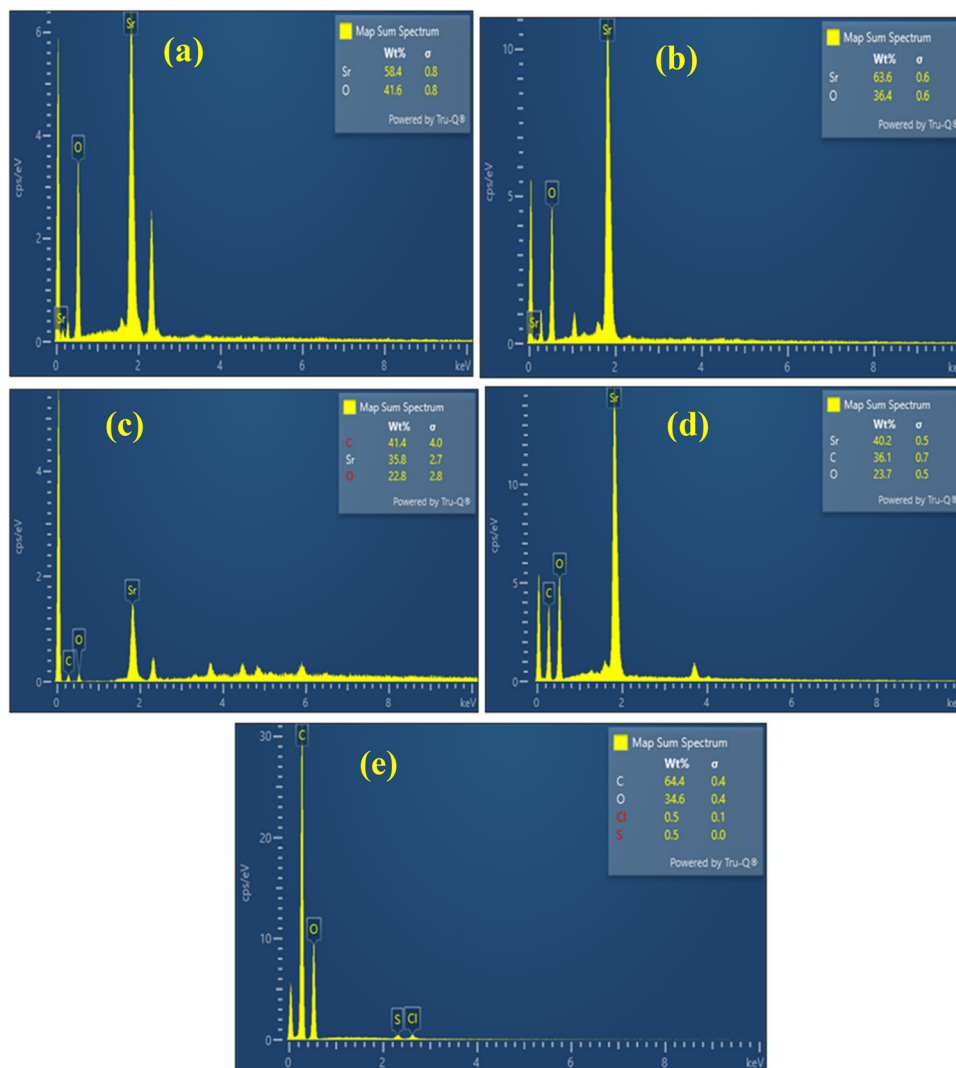 (a)
Map Sum Spectrum
Wt% σ
Sr 58.4 0.8
O 41.6 0.8
Powered by Tru-Q®
cps/eV
6
4
2
0
Sr
O
Sr
0 2 4 6 8 keV
(b)
Map Sum Spectrum
Wt% σ
Sr 63.6 0.6
O 36.4 0.6
Powered by Tru-Q®
cps/eV
10
5
0
Sr
O
Sr
0 2 4 6 8 keV
(c)
Map Sum Spectrum
Wt% σ
C 41.4 4.0
Sr 35.8 2.7
O 22.8 2.8
Powered by Tru-Q®
cps/eV
4
2
0
C
O
Sr
0 2 4 6 8 keV
(d)
Map Sum Spectrum
Wt% σ
Sr 40.2 0.5
C 36.1 0.7
O 23.7 0.5
Powered by Tru-Q®
cps/eV
10
5
0
C
O
Sr
0 2 4 6 8 keV
(e)
Map Sum Spectrum
Wt% σ
C 64.4 0.4
O 34.6 0.4
Cl 0.5 0.1
S 0.5 0.0
Powered by Tru-Q®
cps/eV
30
20
10
0
C
O
S
Cl
0 2 4 6 8 keV